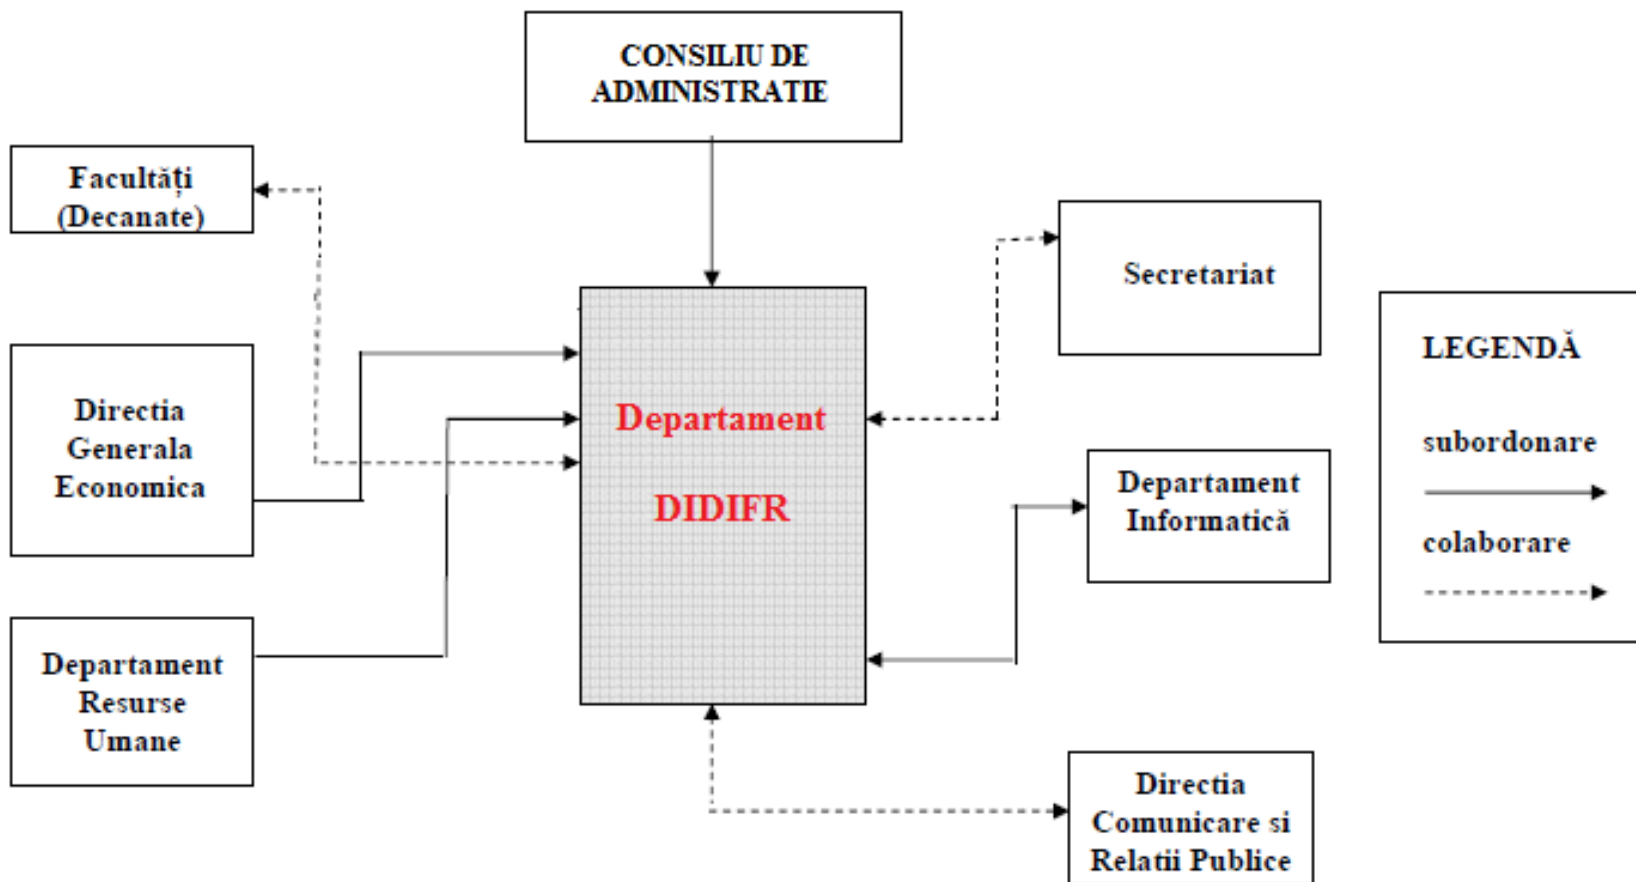 CONSILIU DE
ADMINISTRATIE
Facultăți
(Decanate)
Secretariat
Directia
Generala
Economica
Departament
DIDIFR
LEGENDĂ
subordonare
colaborare
Departament
Informatică
Departament
Resurse
Umane
Directia
Comunicare si
Relatii Publice